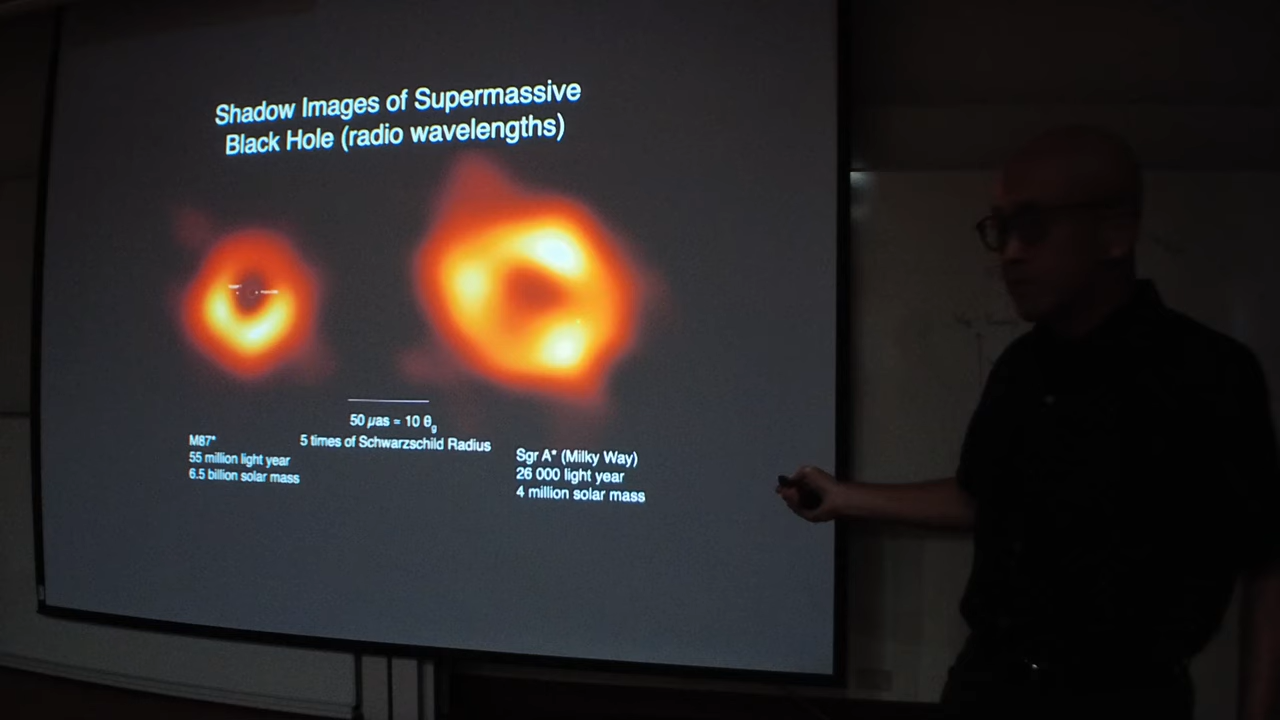 Shadow Images of Supermassive
Black Hole (radio wavelengths)
50 μas = 10 θg
5 times of Schwarzschild Radius
M87*
55 million light year
6.5 billion solar mass
Sgr A* (Milky Way)
26 000 light year
4 million solar mass